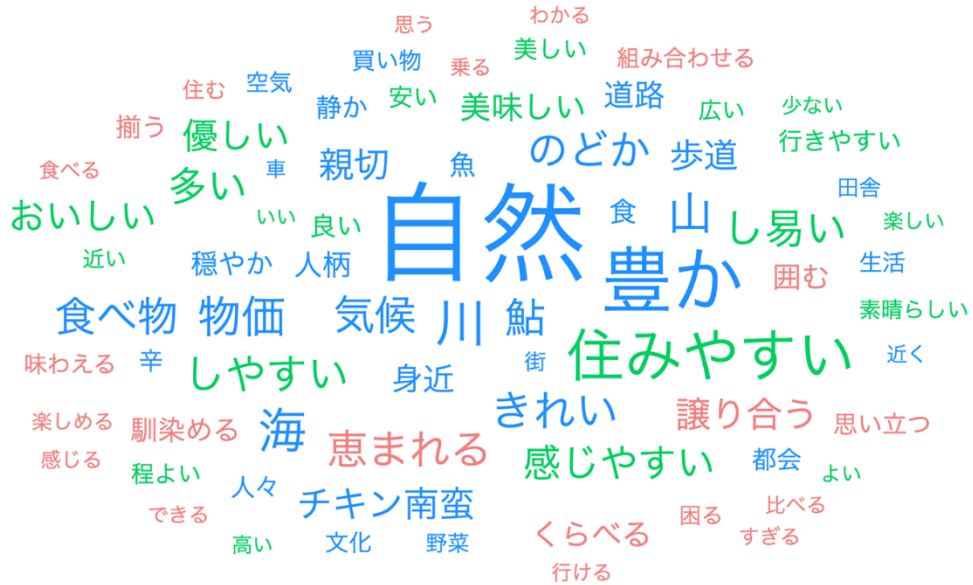 わかる
思う
美しい
買い物
組み合わせる
乗る
空気
住む
安い
道路
静か
美味しい
広い
少ない
揃う
優しい
行きやすい
のどか
歩道
親切
魚
車
食べる
多い
田舎
自然
食
山
おいしい
いい
良い
し易い
楽しい
近い
穏やか
人柄
豊か
囲む
生活
食べ物
物価
気候
川
鮎
素晴らしい
住みやすい
味わえる
辛
しやすい
身近
街
近く
きれい
譲り合う
思い立つ
楽しめる
馴染める
海
恵まれる
感じる
感じやすい
都会
程よい
よい
人々
チキン南蛮
比べる
できる
困る
くらべる
すぎる
高い
文化
野菜
行ける